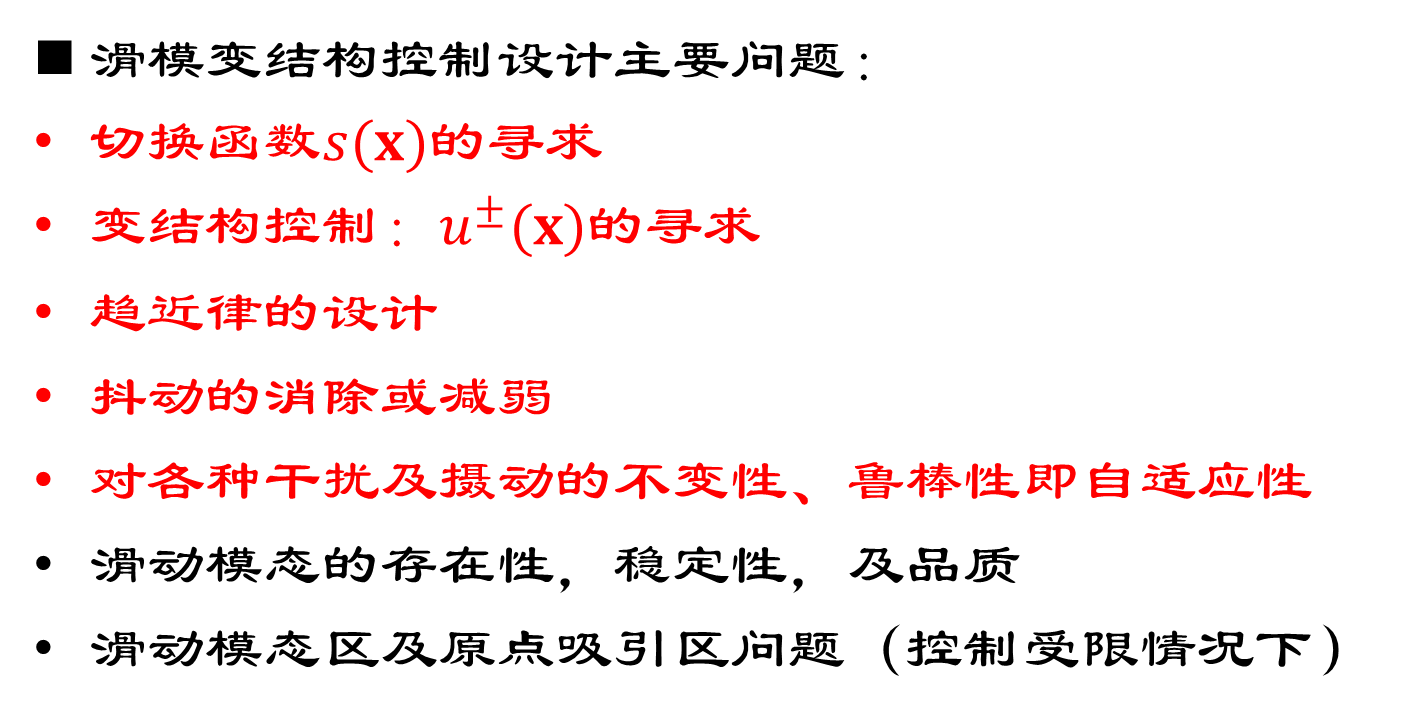 ■ 滑模变结构控制设计主要问题：
• 切换函数s(x)的寻求
• 变结构控制：u±(x)的寻求
• 趋近律的设计
• 抖动的消除或减弱
• 对各种干扰及摄动的不变性、鲁棒性即自适应性
• 滑动模态的存在性，稳定性，及品质
• 滑动模态区及原点吸引区问题（控制受限情况下）